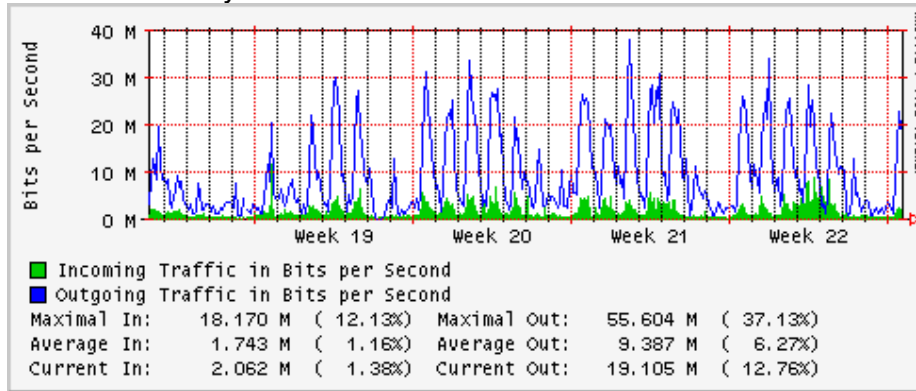 40 M
30 M
20 M
10 M
0 M
Bits per Second
Week 19 Week 20 Week 21 Week 22
Incoming Traffic in Bits per Second
Outgoing Traffic in Bits per Second
Maximal In: 18.170 M ( 12.13%) Maximal Out: 55.604 M ( 37.13%)
Average In: 1.743 M ( 1.16%) Average Out: 9.387 M ( 6.27%)
Current In: 2.062 M ( 1.38%) Current Out: 19.105 M ( 12.76%)